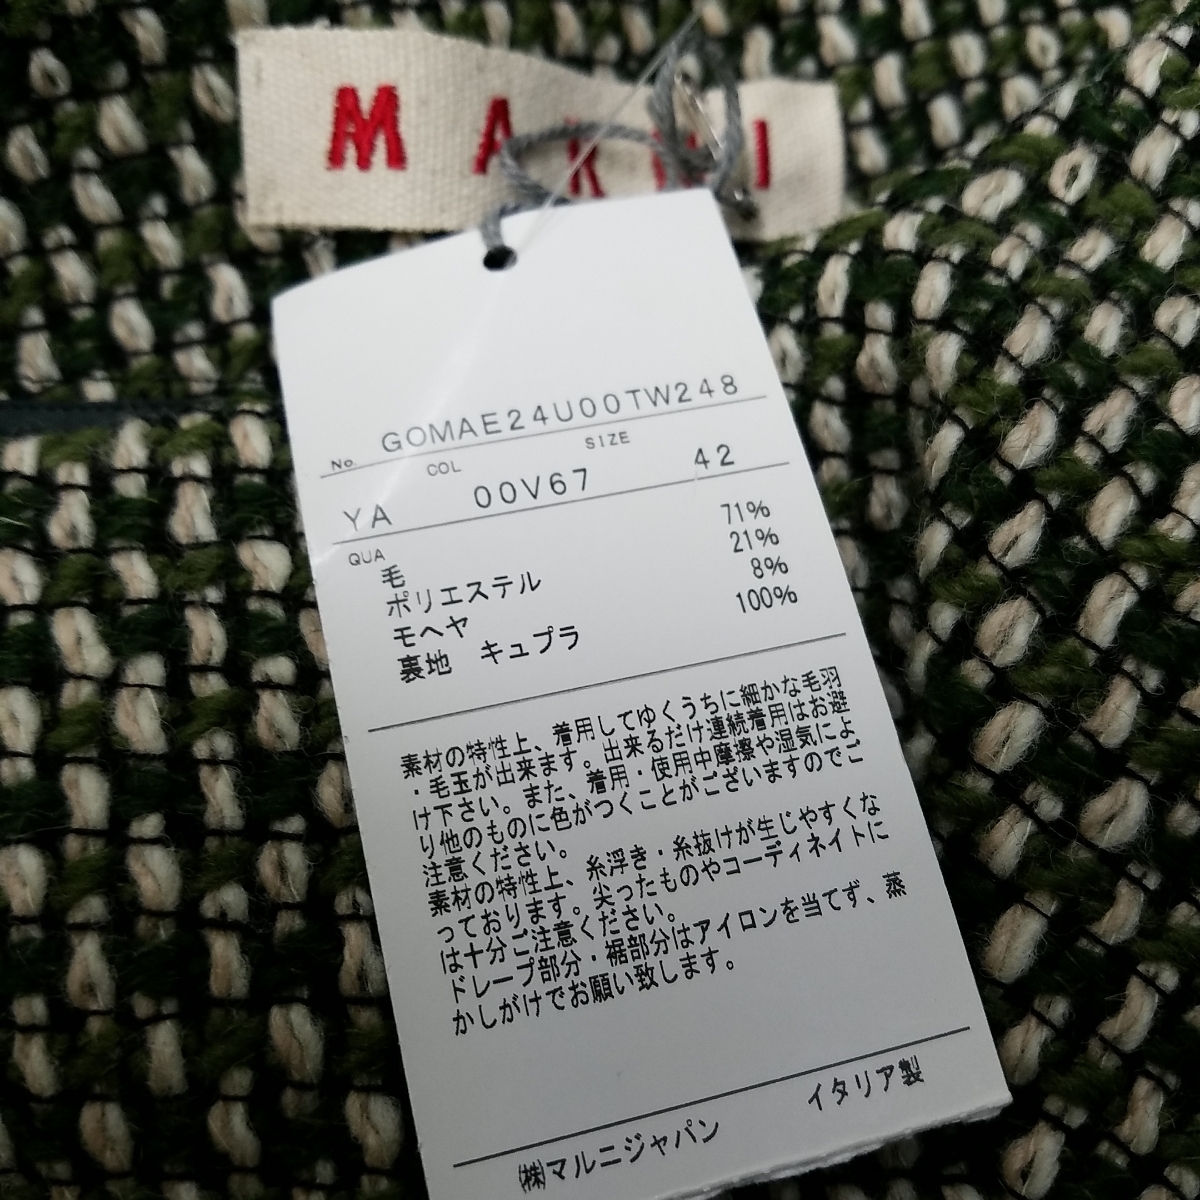 MARNI
No. GOMAE24U00TW248
COL SIZE
YA 00V67 42
QUA
毛 71%
ポリエステル 21%
モヘヤ 8%
裏地 キュプラ 100%
素材の特性上、着用してゆくうちに細かな毛羽
・毛玉が出来ます。出来るだけ連続着用はお避
け下さい。また、着用・使用中摩擦や湿気によ
り他のものに色がつくことがございますのでご
注意ください。
素材の特性上、糸浮き・糸抜けが生じやすくな
っております。尖ったものやコーディネイトに
は十分ご注意ください。
ドレープ部分・裾部分はアイロンを当てず、蒸
かしがけでお願い致します。
イタリア製
㈱マルニジャパン